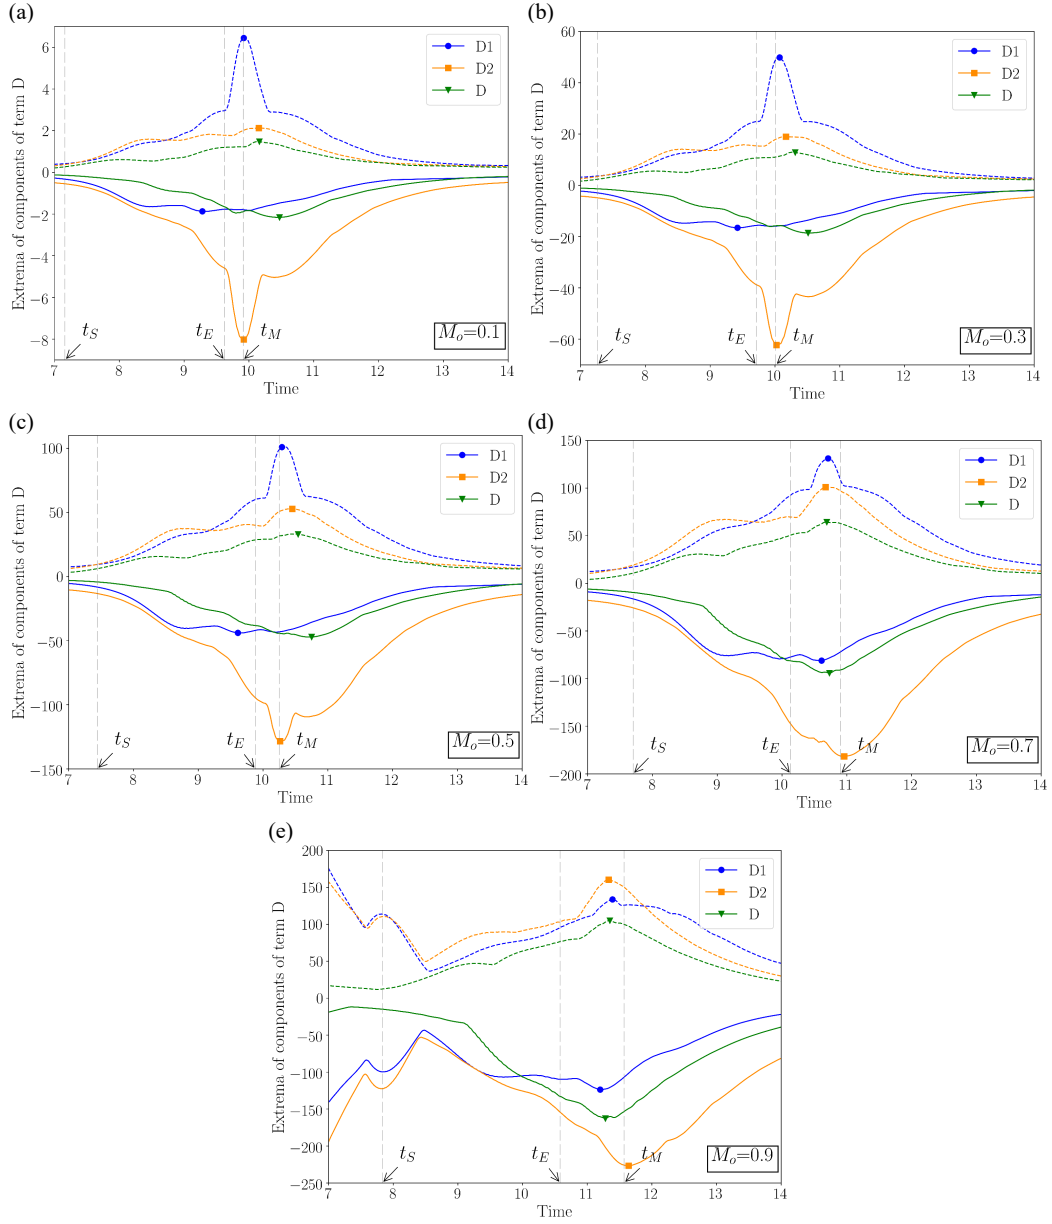 (a)
Extrema of components of term D
6
4
2
0
−2
−4
−6
−8
D1
D2
D
t_S
t_E
t_M
M_o=0.1
7 8 9 10 11 12 13 14
Time
(b)
Extrema of components of term D
60
40
20
0
−20
−40
−60
D1
D2
D
t_S
t_E
t_M
M_o=0.3
7 8 9 10 11 12 13 14
Time
(c)
Extrema of components of term D
100
50
0
−50
−100
−150
D1
D2
D
t_S
t_E
t_M
M_o=0.5
7 8 9 10 11 12 13 14
Time
(d)
Extrema of components of term D
150
100
50
0
−50
−100
−150
−200
D1
D2
D
t_S
t_E
t_M
M_o=0.7
7 8 9 10 11 12 13 14
Time
(e)
Extrema of components of term D
200
150
100
50
0
−50
−100
−150
−200
−250
D1
D2
D
t_S
t_E
t_M
M_o=0.9
7 8 9 10 11 12 13 14
Time